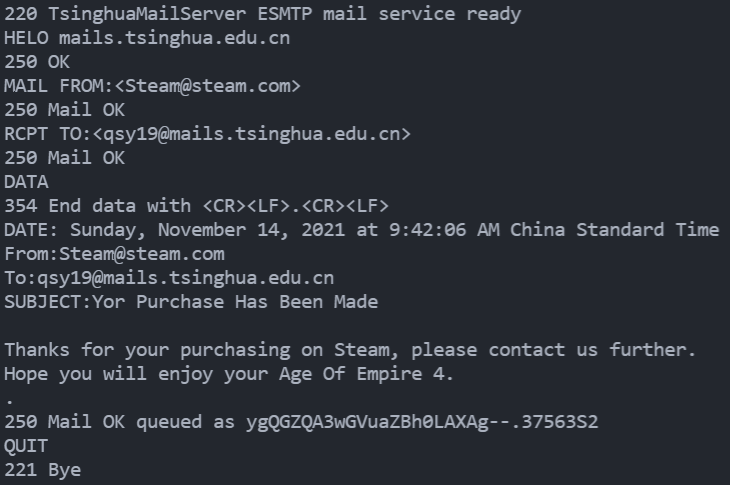 220 TsinghuaMailServer ESMTP mail service ready
HELO mails.tsinghua.edu.cn
250 OK
MAIL FROM:<Steam@steam.com>
250 Mail OK
RCPT TO:<qsy19@mails.tsinghua.edu.cn>
250 Mail OK
DATA
354 End data with <CR><LF>.<CR><LF>
DATE: Sunday, November 14, 2021 at 9:42:06 AM China Standard Time
From:Steam@steam.com
To:qsy19@mails.tsinghua.edu.cn
SUBJECT:Yor Purchase Has Been Made

Thanks for your purchasing on Steam, please contact us further.
Hope you will enjoy your Age Of Empire 4.
.
250 Mail OK queued as ygQGZQA3wGVuaZBh0LAXAg--.37563S2
QUIT
221 Bye